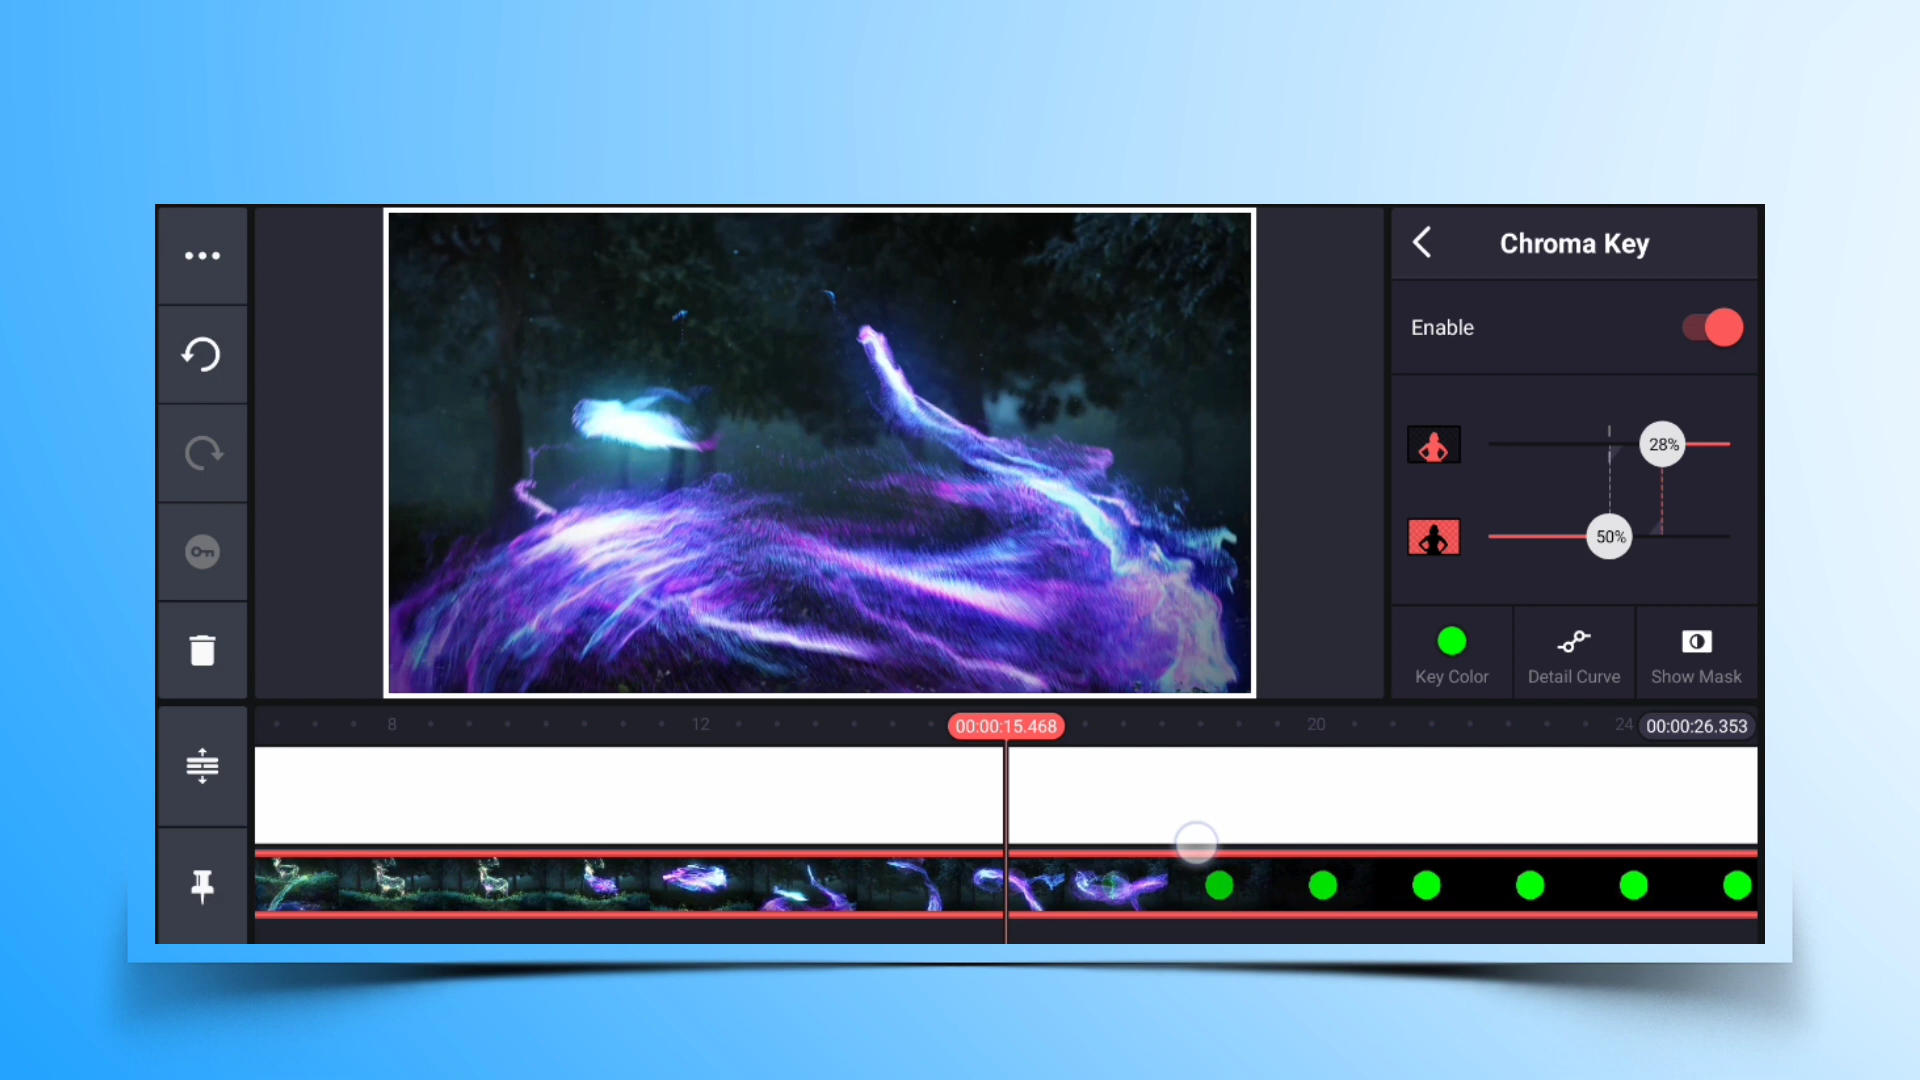 Chroma Key
Enable
28%
50%
Key Color
Detail Curve
Show Mask
8
12
00:00:15.468
20
24
00:00:26.353